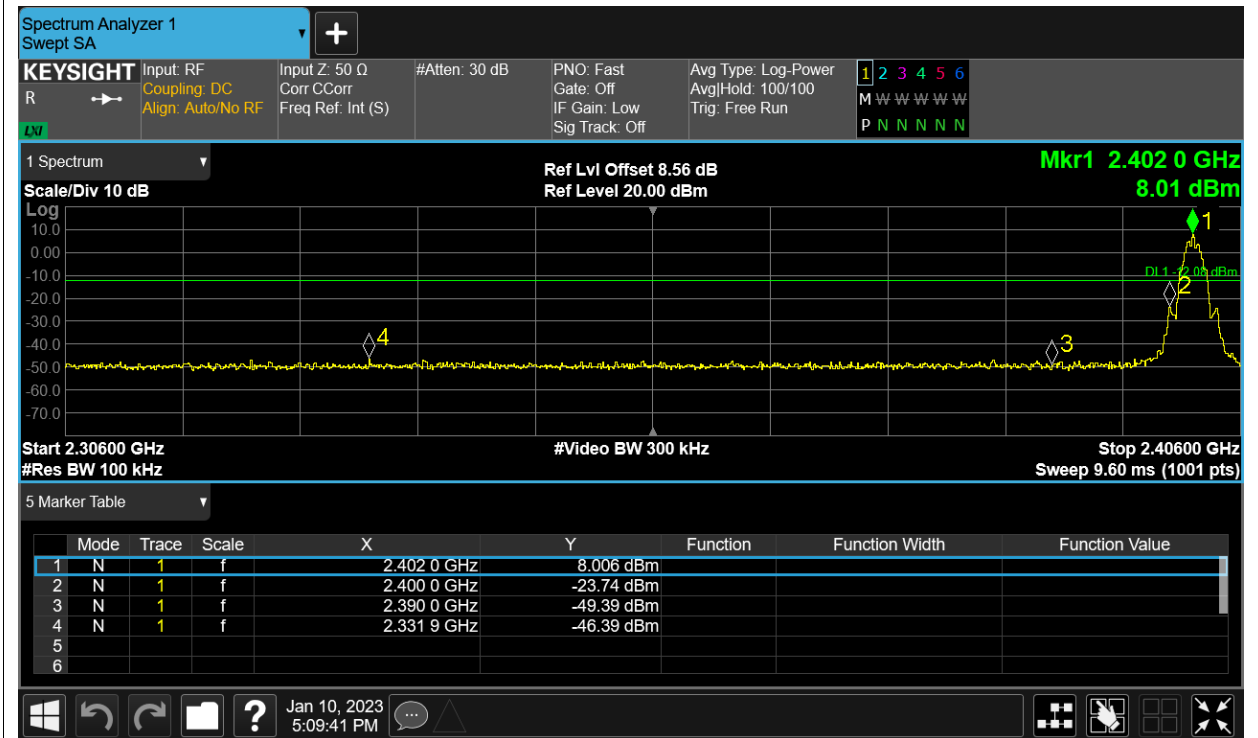 Spectrum Analyzer 1
Swept SA
+
KEYSIGHT Input: RF Input Z: 50 Ω #Atten: 30 dB PNO: Fast Avg Type: Log-Power 1 2 3 4 5 6
R Coupling: DC Corr CCorr Gate: Off Avg|Hold: 100/100 M W W W W W W
Align: Auto/No RF Freq Ref: Int (S) IF Gain: Low Trig: Free Run
LXI Sig Track: Off P N N N N N N
1 Spectrum Ref Lvl Offset 8.56 dB Mkr1 2.402 0 GHz
Scale/Div 10 dB Ref Level 20.00 dBm 8.01 dBm
Log
1
10.0
0.00
-10.0 DL1 -12.00 dBm
2
-20.0
-30.0
4
3
-40.0
-50.0
-60.0
-70.0
Start 2.30600 GHz #Video BW 300 kHz Stop 2.40600 GHz
#Res BW 100 kHz Sweep 9.60 ms (1001 pts)
5 Marker Table
Mode Trace Scale X Y Function Function Width Function Value
1 N 1 f 2.402 0 GHz 8.006 dBm
2 N 1 f 2.400 0 GHz -23.74 dBm
3 N 1 f 2.390 0 GHz -49.39 dBm
4 N 1 f 2.331 9 GHz -46.39 dBm
5
6
? Jan 10, 2023
5:09:41 PM